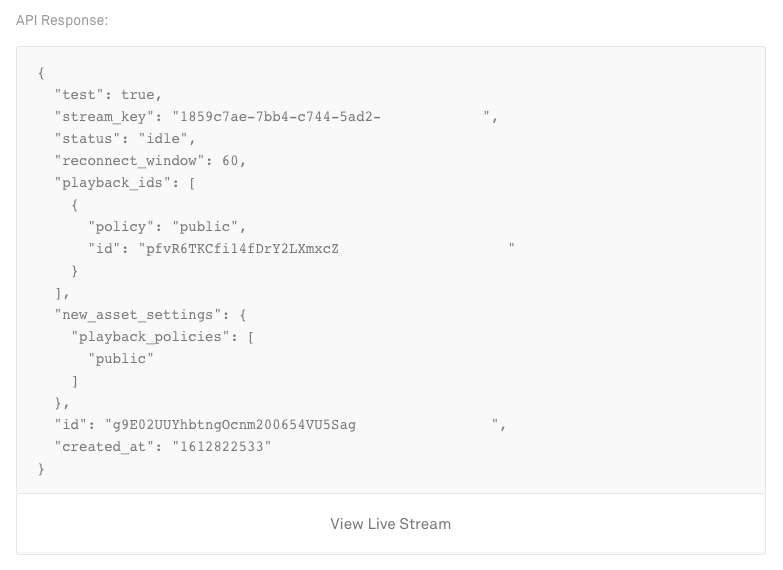 API Response:
{
"test": true,
"stream_key": "1859c7ae-7bb4-c744-5ad2-            ",
"status": "idle",
"reconnect_window": 60,
"playback_ids": [
{
"policy": "public",
"id": "pfvR6TKCfil4fDrY2LXmxcZ                    "
}
],
"new_asset_settings": {
"playback_policies": [
"public"
]
},
"id": "g9E02UUYhbtngOcnm200654VU5Sag                ",
"created_at": "1612822533"
}
View Live Stream